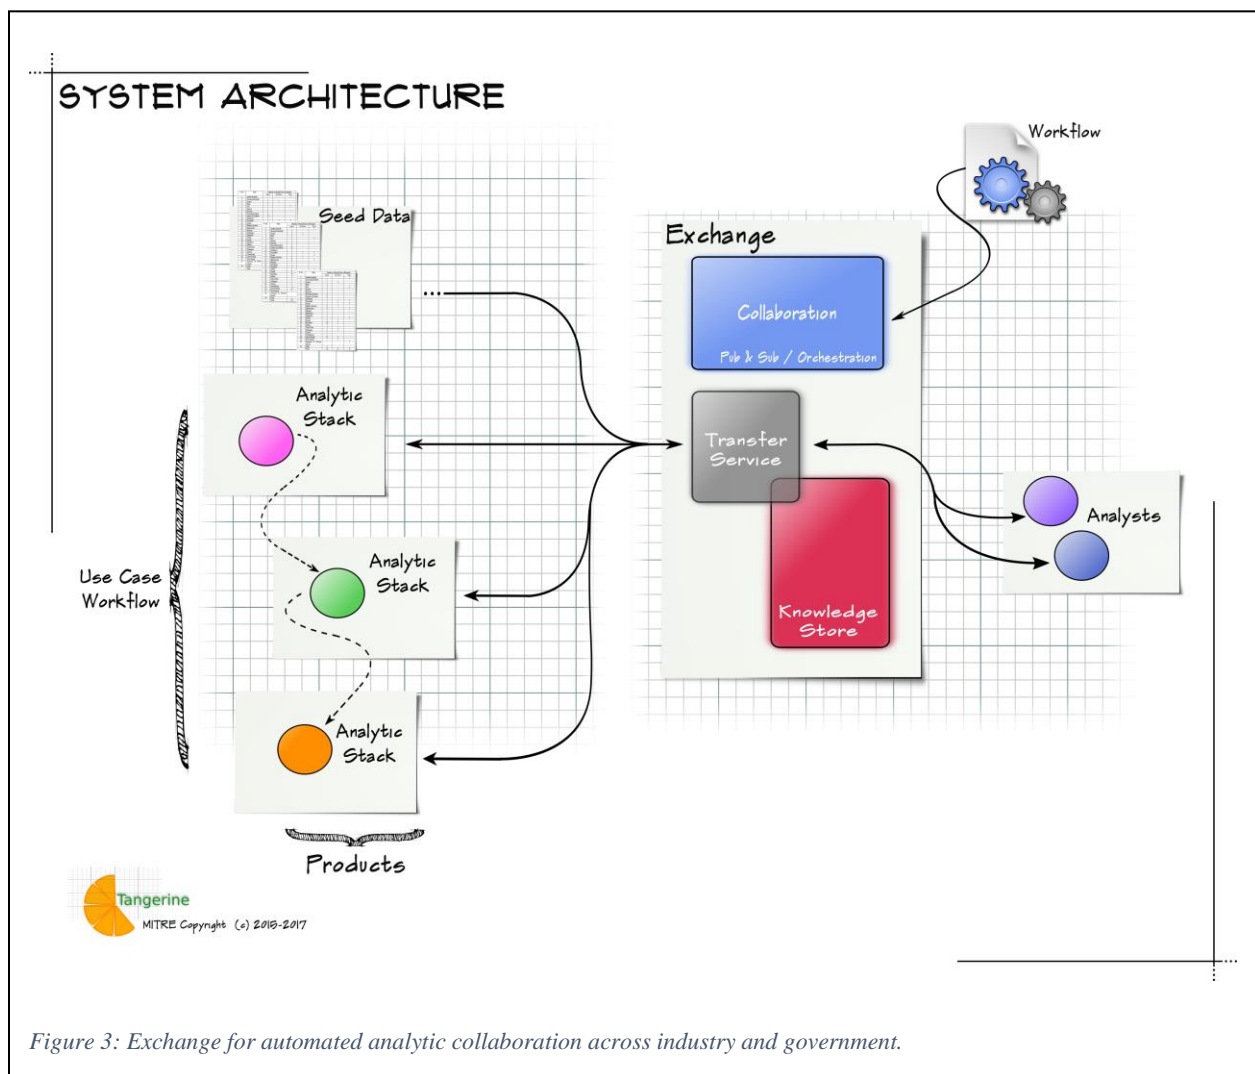 SYSTEM ARCHITECTURE
Workflow
Seed Data
Exchange
Collaboration
Pub & Sub / Orchestration
Analytic
Stack
Transfer
Service
Analysts
Analytic
Stack
Use Case
Workflow
Knowledge
Store
Analytic
Stack
Products
Tangerine
MITRE Copyright (c) 2015-2017
Figure 3: Exchange for automated analytic collaboration across industry and government.